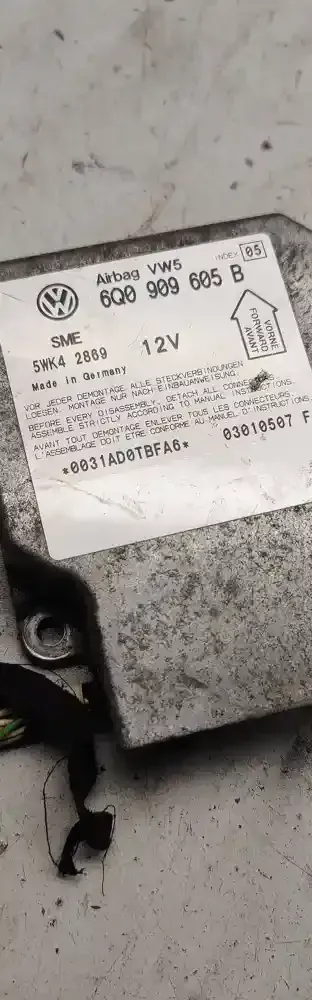 INDEX 05
Airbag VW5
6Q0 909 605 B
SME
5WK4 2869 12V
Made in Germany
VORNE
FORWARD
AVANT
VOR JEDER DEMONTAGE ALLE STECKVERBINDUNGEN
LOESEN. MONTAGE NUR NACH EINBAUANWEISUNG.
BEFORE EVERY DISASSEMBLY, DETACH ALL
ASSEMBLE STRICTLY ACCORDING TO MANUAL INSTRUCTIONS.
AVANT TOUT DEMONTAGE ENLEVER TOUS LES CONNECTEURS.
L'ASSEMBLAGE DOIT ETRE CONFORME AU MANUEL D'INSTRUCTIONS.
*0031AD0TBFA6* 03010507 F